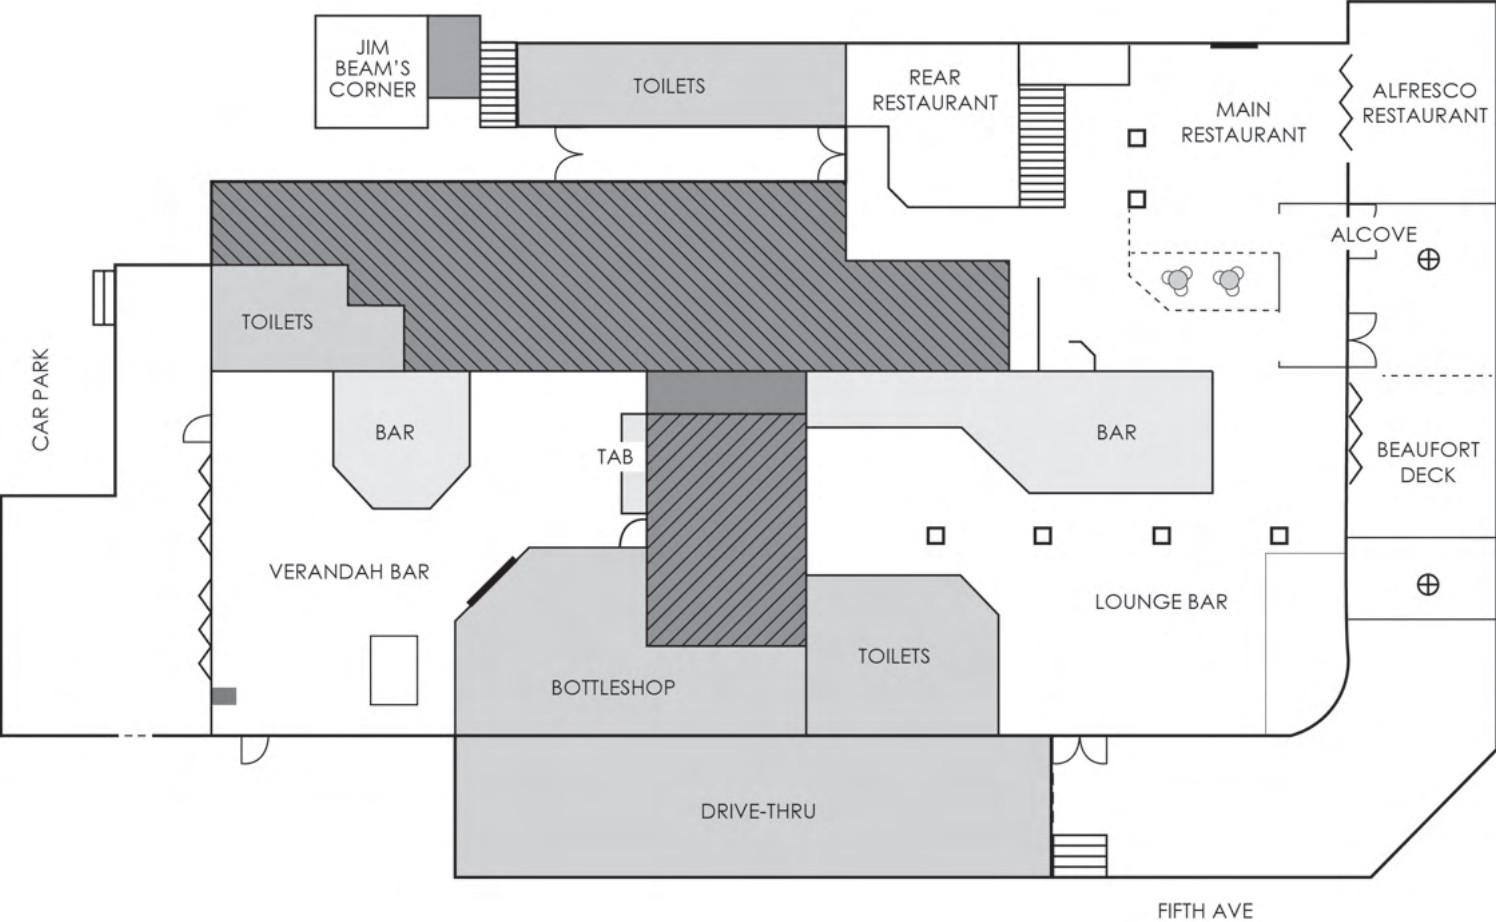 JIM
BEAM'S
CORNER
TOILETS
REAR
RESTAURANT
MAIN
RESTAURANT
ALFRESCO
RESTAURANT
ALCOVE
TOILETS
CAR PARK
BAR
TAB
BAR
BEAUFORT
DECK
VERANDAH BAR
LOUNGE BAR
TOILETS
BOTTLESHOP
DRIVE-THRU
FIFTH AVE